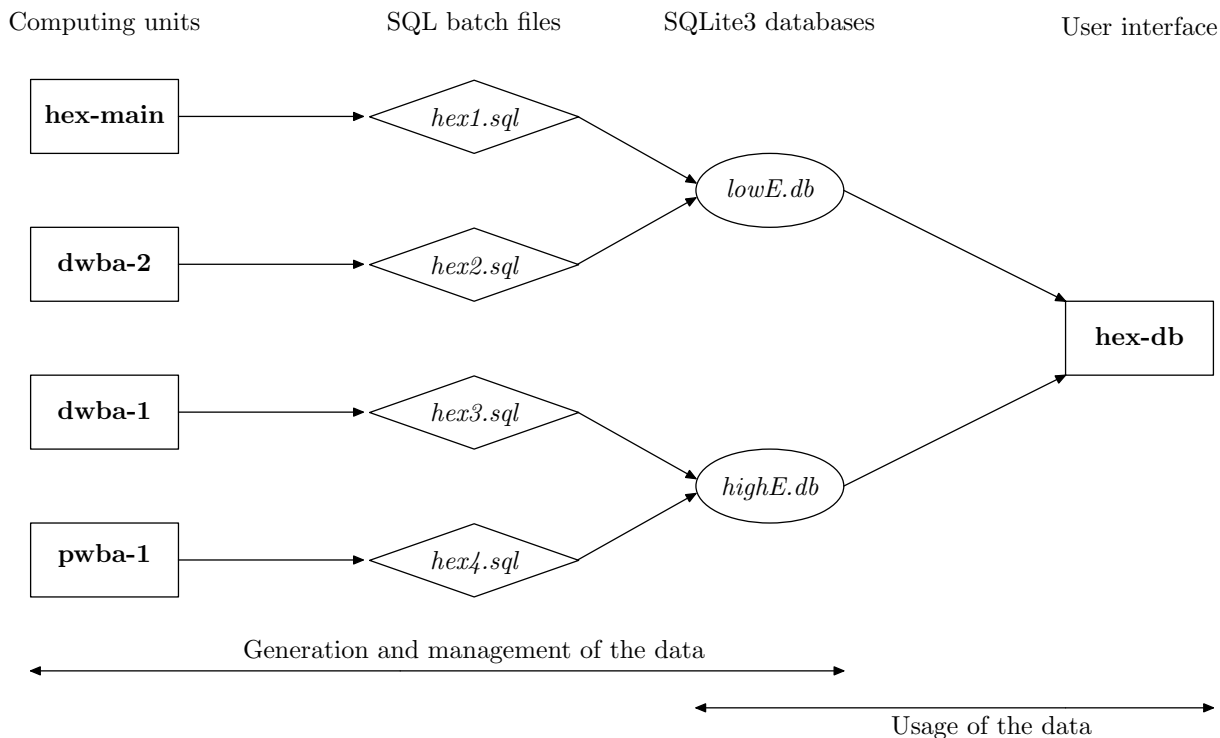 Computing units
SQL batch files
SQLite3 databases
User interface
hex-main
hex1.sql
lowE.db
dwba-2
hex2.sql
hex-db
dwba-1
hex3.sql
highE.db
pwba-1
hex4.sql
Generation and management of the data
Usage of the data